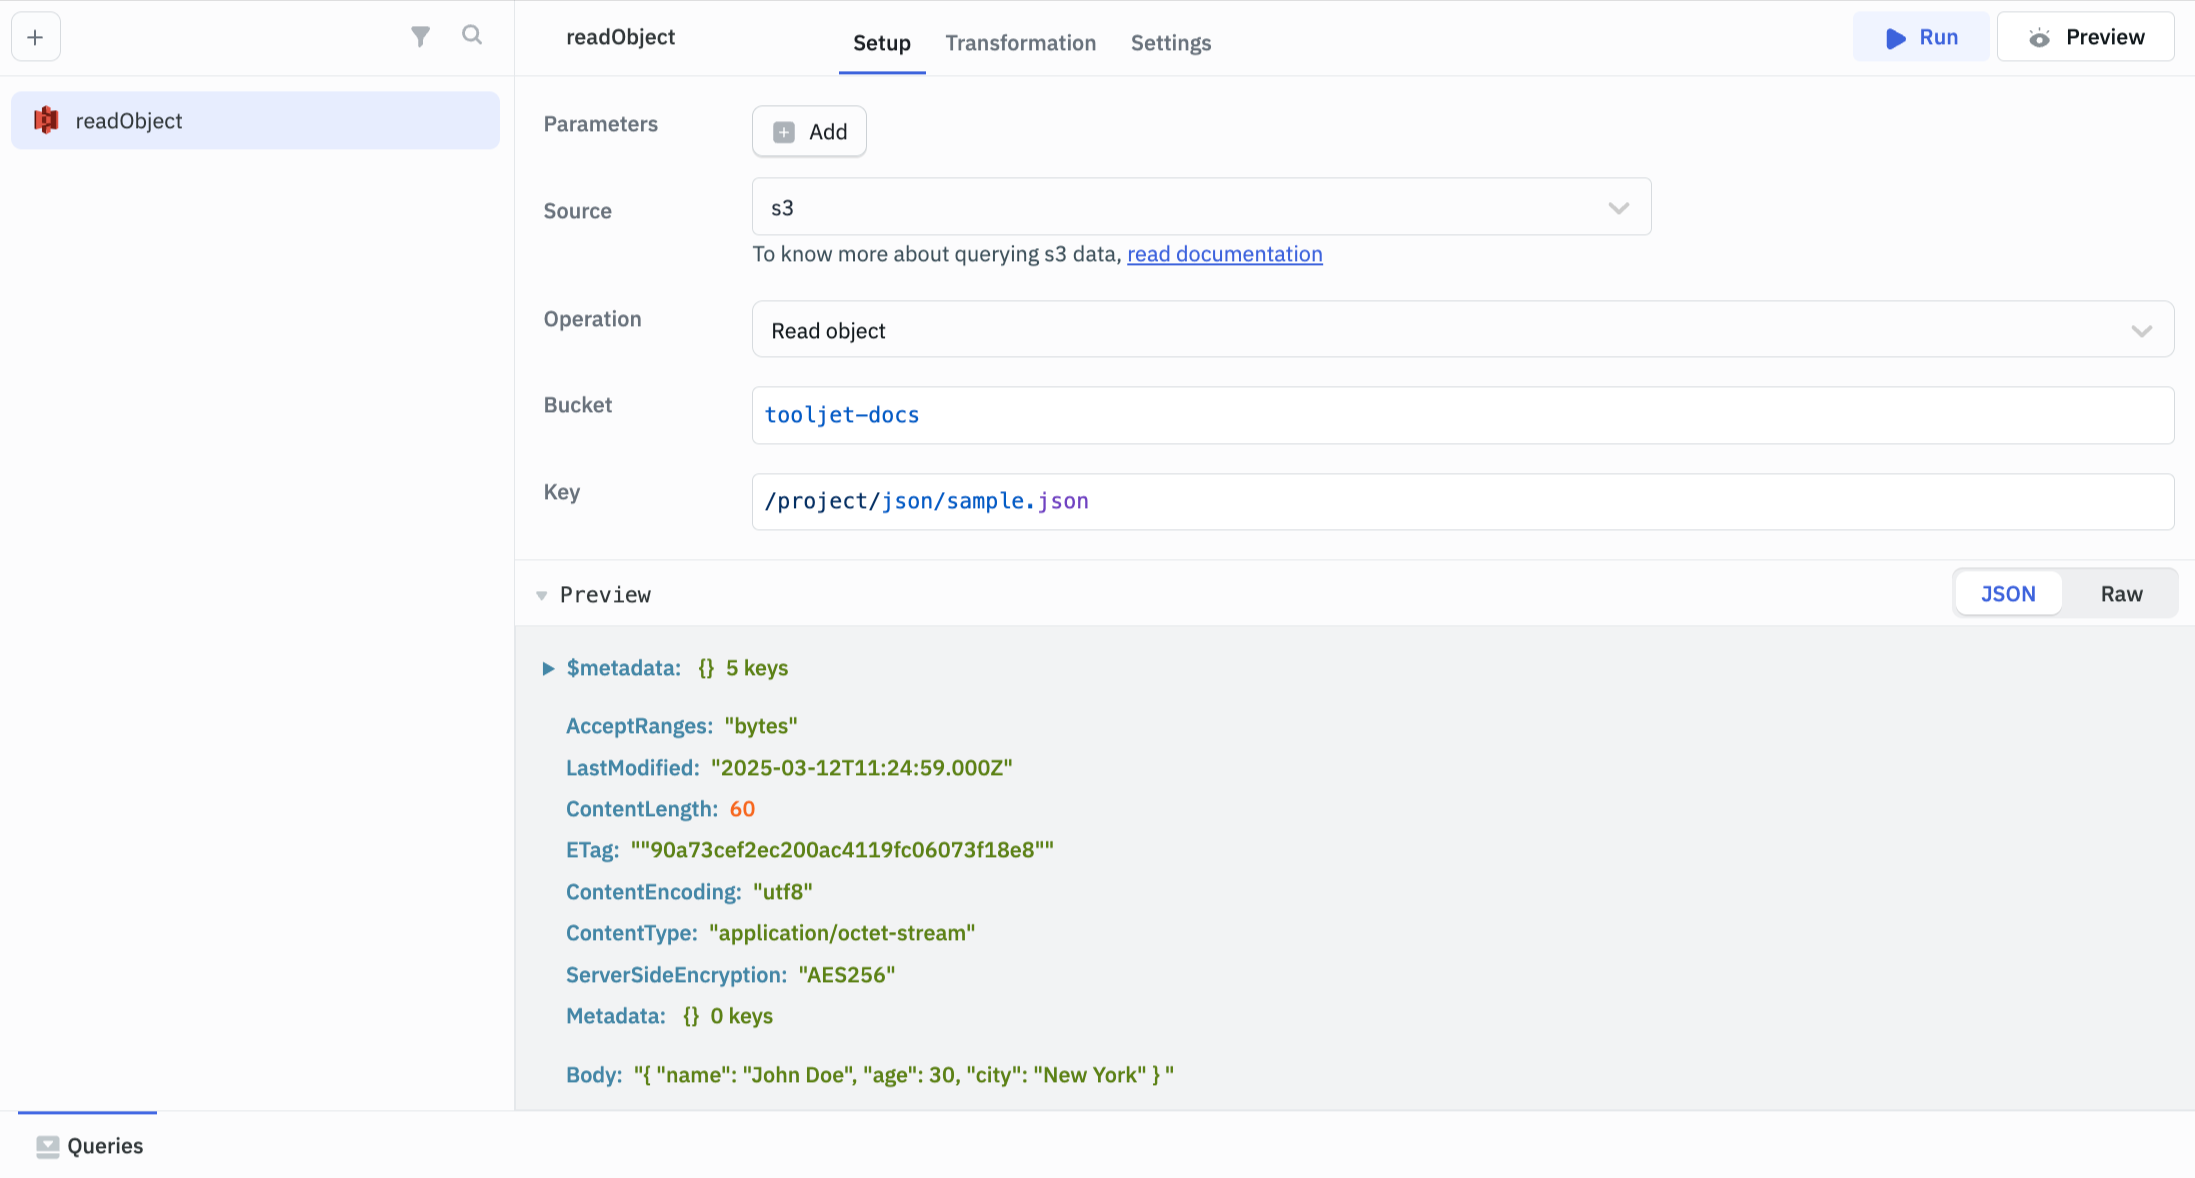 readObject
Setup Transformation Settings
Run
Preview
readObject
Parameters
Add
Source
s3
To know more about querying s3 data, read documentation
Operation
Read object
Bucket
tooljet-docs
Key
/project/json/sample.json
Preview
JSON Raw
$metadata: {} 5 keys
AcceptRanges: "bytes"
LastModified: "2025-03-12T11:24:59.000Z"
ContentLength: 60
ETag: ""90a73cef2ec200ac4119fc06073f18e8""
ContentEncoding: "utf8"
ContentType: "application/octet-stream"
ServerSideEncryption: "AES256"
Metadata: {} 0 keys
Body: "{ "name": "John Doe", "age": 30, "city": "New York" } "
Queries